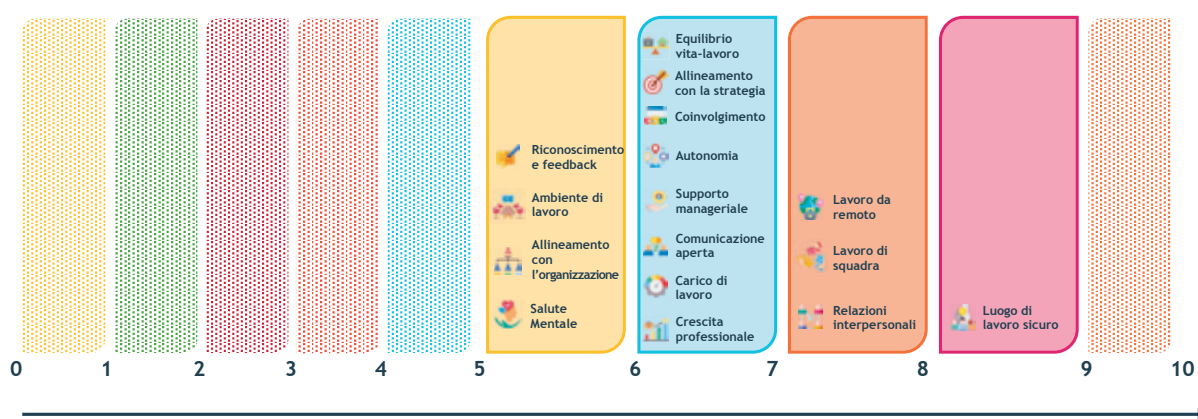 Riconoscimento
e feedback
Ambiente di
lavoro
Allineamento
con
l’organizzazione
Salute
Mentale
Equilibrio
vita-lavoro
Allineamento
con la strategia
Coinvolgimento
Autonomia
Supporto
manageriale
Comunicazione
aperta
Carico di
lavoro
Crescita
professionale
Lavoro da
remoto
Lavoro di
squadra
Relazioni
interpersonali
Luogo di
lavoro sicuro
0 1 2 3 4 5 6 7 8 9 10